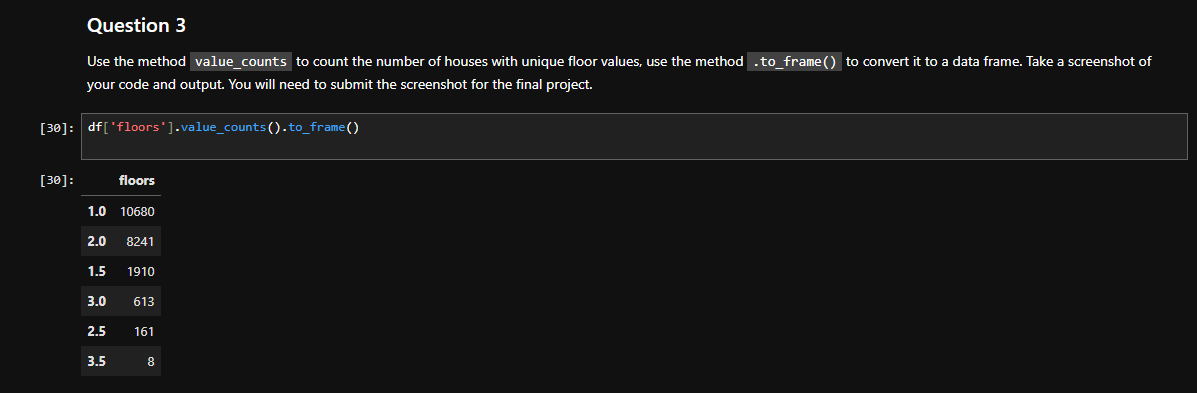 Question 3
Use the method value_counts to count the number of houses with unique floor values, use the method .to_frame() to convert it to a data frame. Take a screenshot of
your code and output. You will need to submit the screenshot for the final project.
[30]: df['floors'].value_counts().to_frame()
[30]: floors
1.0 10680
2.0 8241
1.5 1910
3.0 613
2.5 161
3.5 8